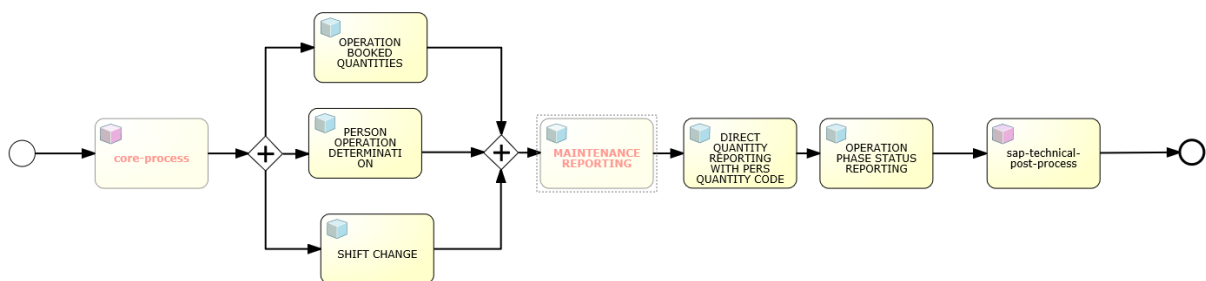 core-process
OPERATION
BOOKED
QUANTITIES
PERSON
OPERATION
DETERMINATI
ON
SHIFT CHANGE
MAINTENANCE
REPORTING
DIRECT
QUANTITY
REPORTING
WITH PERS
QUANTITY CODE
OPERATION
PHASE STATUS
REPORTING
sap-technical-
post-process